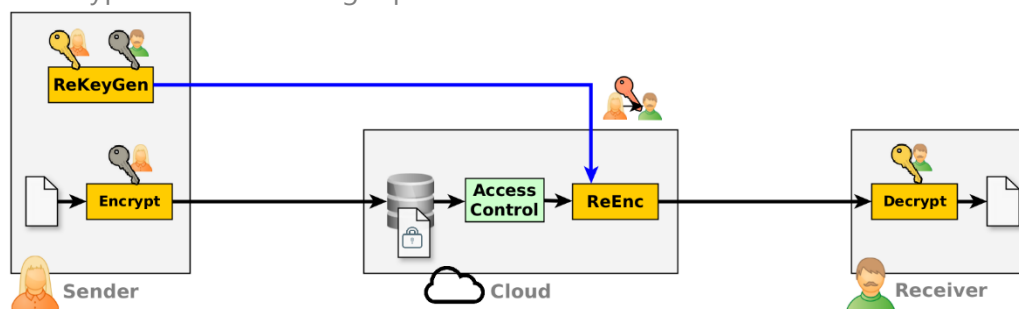 ReKeyGen
Encrypt
Access
Control
ReEnc
Decrypt
Sender
Cloud
Receiver